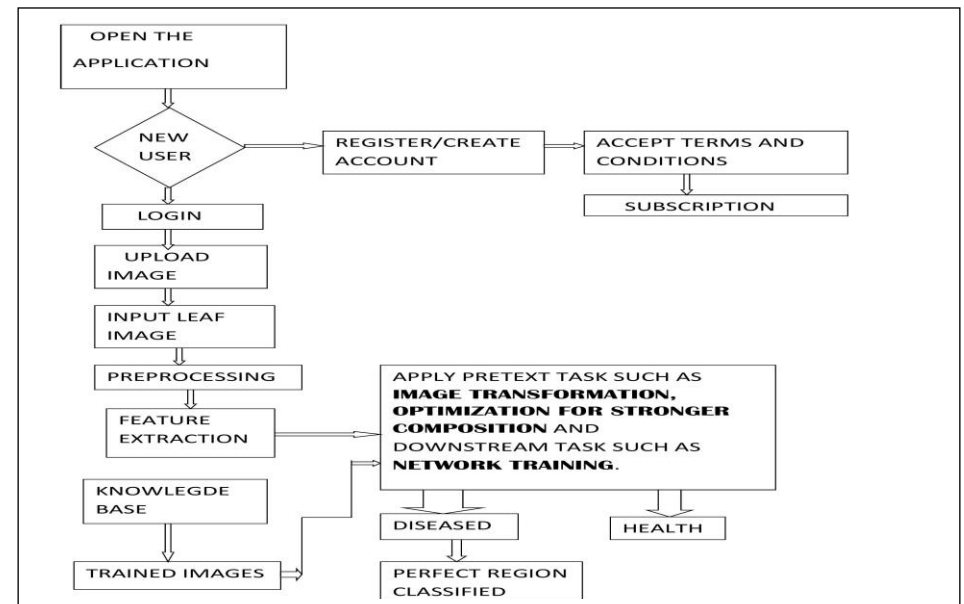 OPEN THE
APPLICATION
NEW
USER
REGISTER/CREATE
ACCOUNT
ACCEPT TERMS AND
CONDITIONS
SUBSCRIPTION
LOGIN
UPLOAD
IMAGE
INPUT LEAF
IMAGE
PREPROCESSING
FEATURE
EXTRACTION
APPLY PRETEXT TASK SUCH AS
IMAGE TRANSFORMATION,
OPTIMIZATION FOR STRONGER
COMPOSITION AND
DOWNSTREAM TASK SUCH AS
NETWORK TRAINING.
KNOWLEGDE
BASE
TRAINED IMAGES
DISEASED
HEALTH
PERFECT REGION
CLASSIFIED